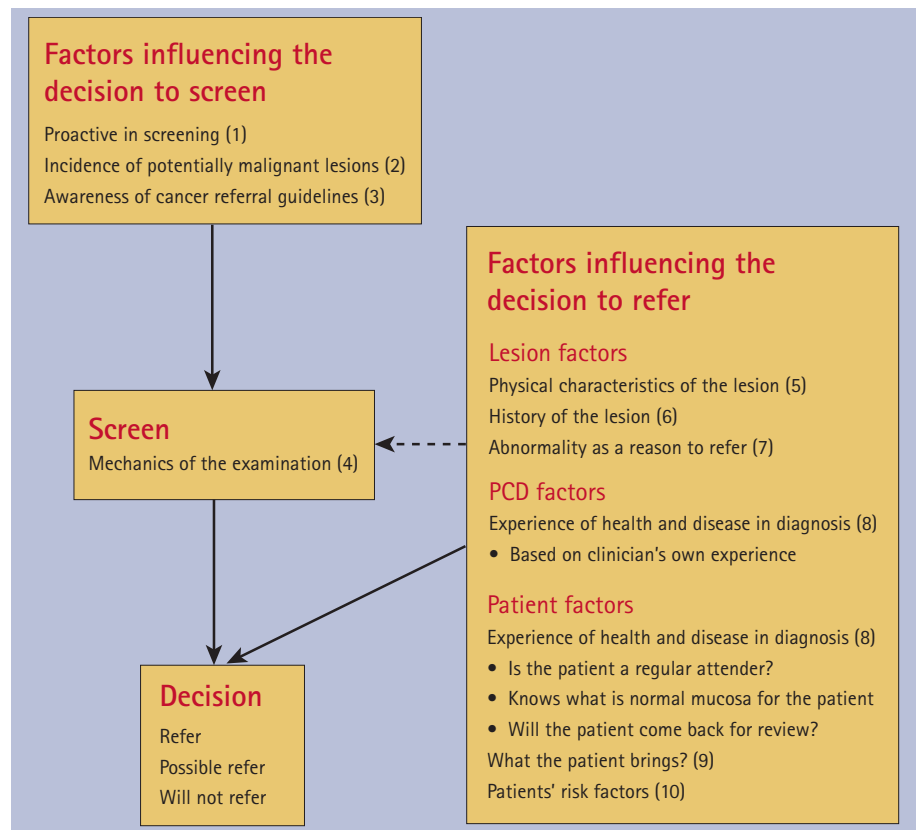 Factors influencing the
decision to screen
Proactive in screening (1)
Incidence of potentially malignant lesions (2)
Awareness of cancer referral guidelines (3)
Screen
Mechanics of the examination (4)
Decision
Refer
Possible refer
Will not refer
Factors influencing the
decision to refer
Lesion factors
Physical characteristics of the lesion (5)
History of the lesion (6)
Abnormality as a reason to refer (7)
PCD factors
Experience of health and disease in diagnosis (8)
• Based on clinician's own experience
Patient factors
Experience of health and disease in diagnosis (8)
• Is the patient a regular attender?
• Knows what is normal mucosa for the patient
• Will the patient come back for review?
What the patient brings? (9)
Patients' risk factors (10)